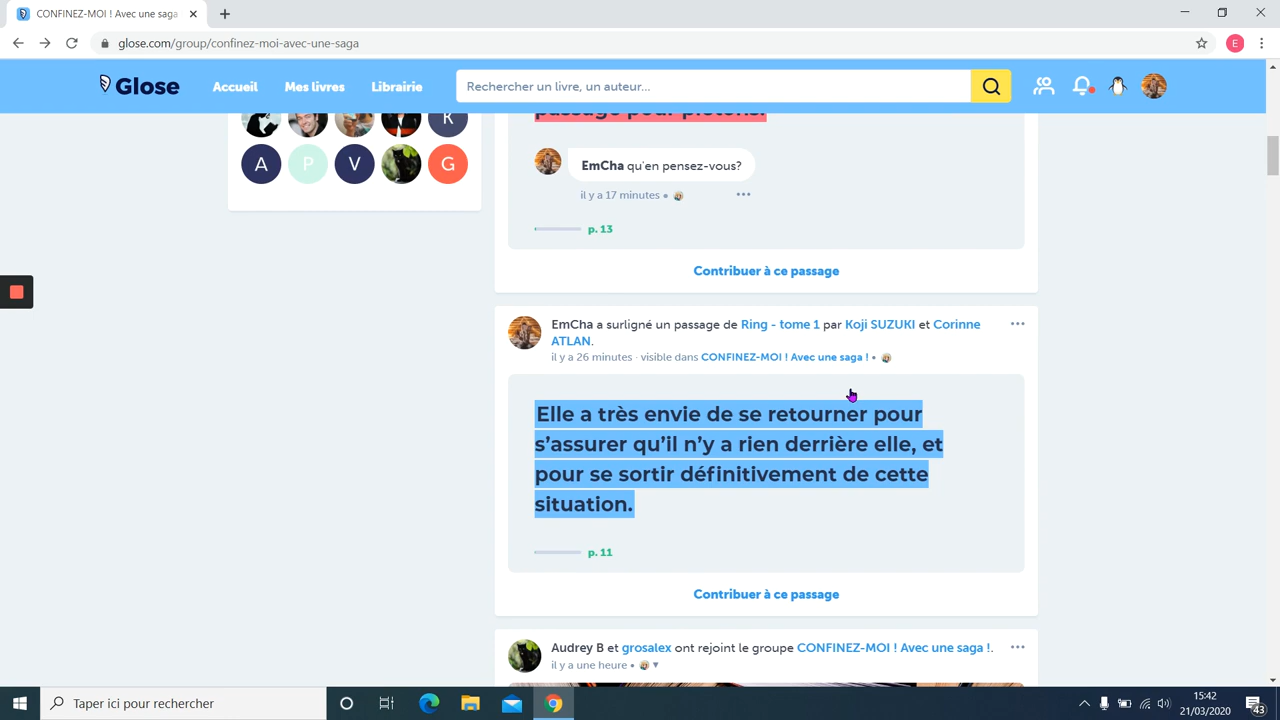 CONFINEZ-MOI ! Avec une saga
glose.com/group/confinez-moi-avec-une-saga
E
Glose
Accueil
Mes livres
Librairie
Rechercher un livre, un auteur...
K
A
P
V
G
passage pour piétons.
EmCha qu'en pensez-vous?
il y a 17 minutes •
p. 13
Contribuer à ce passage
EmCha a surligné un passage de Ring - tome 1 par Koji SUZUKI et Corinne
ATLAN.
il y a 26 minutes · visible dans CONFINEZ-MOI ! Avec une saga ! •
Elle a très envie de se retourner pour
s’assurer qu’il n’y a rien derrière elle, et
pour se sortir définitivement de cette
situation.
p. 11
Contribuer à ce passage
Audrey B et grosalex ont rejoint le groupe CONFINEZ-MOI ! Avec une saga !.
il y a une heure •
Taper ici pour rechercher
15:42
21/03/2020
43